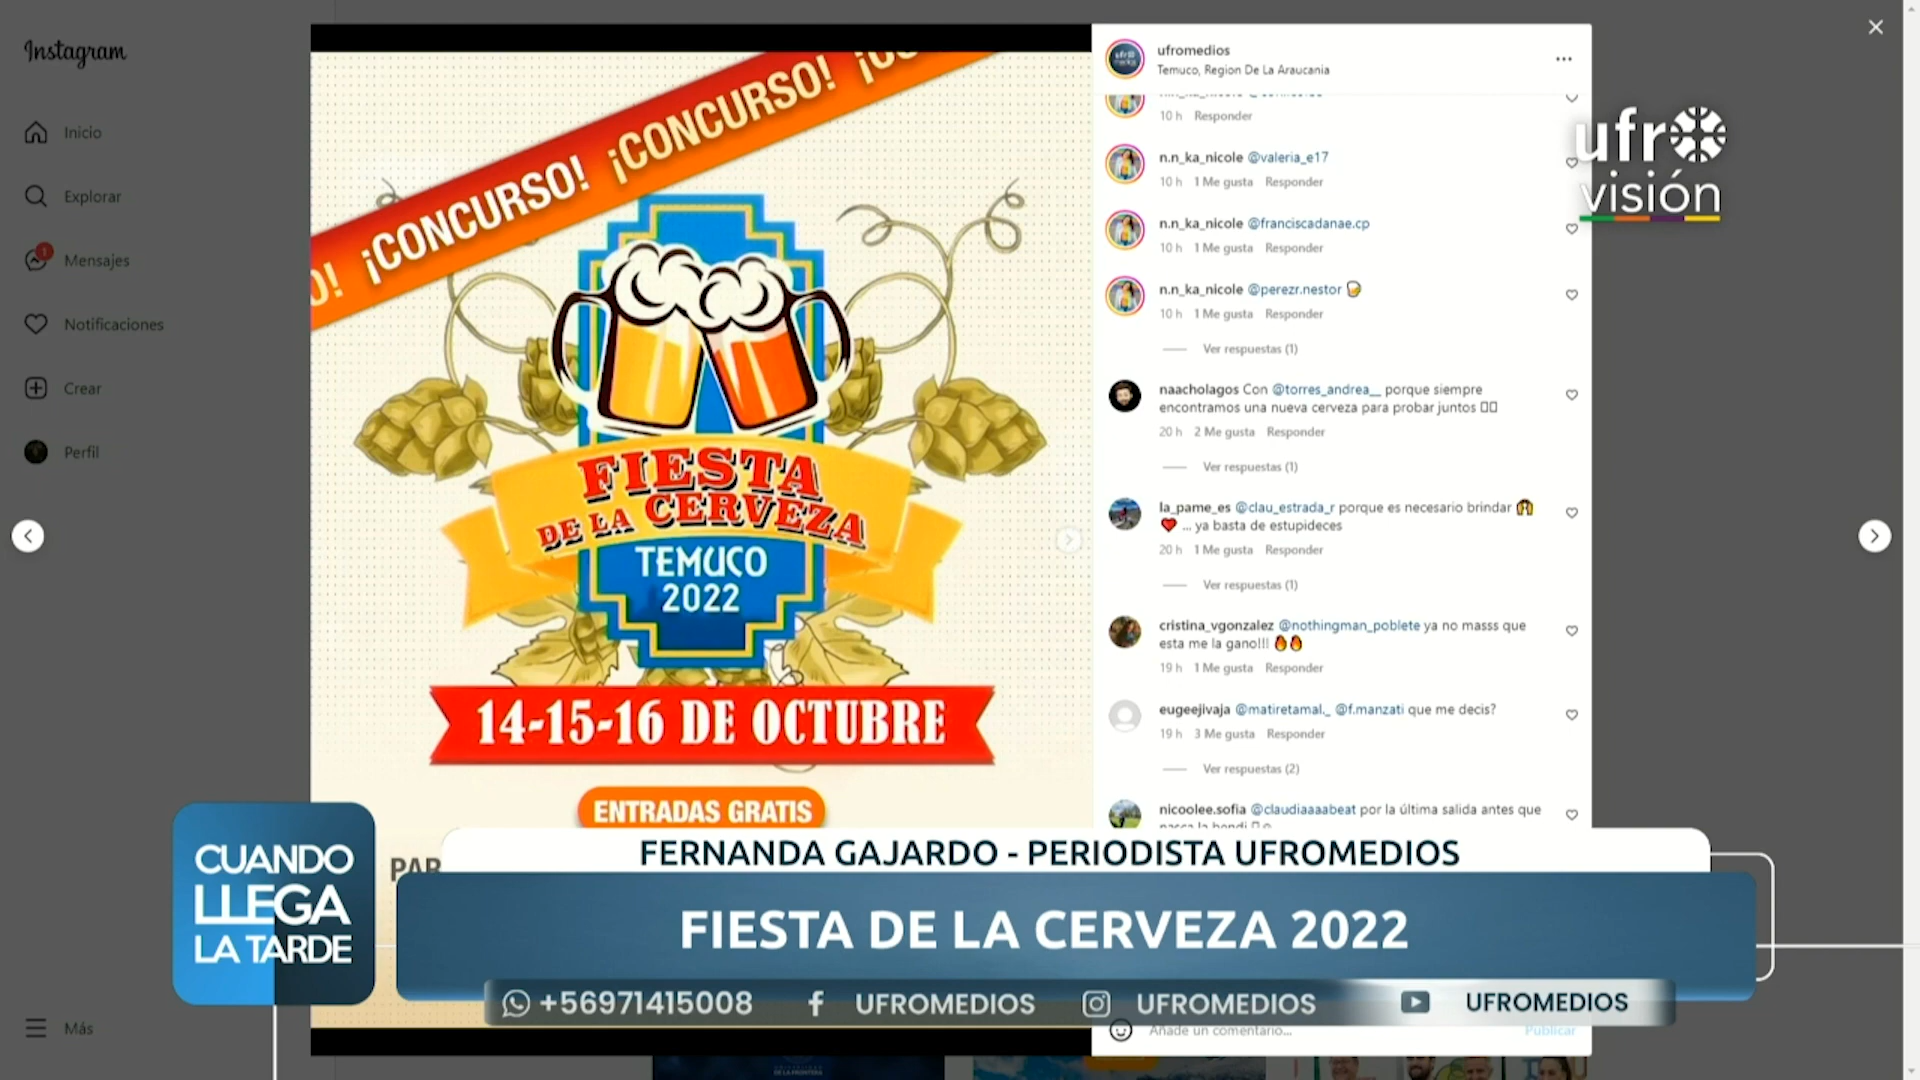 Instagram
Inicio
Explorar
1
Mensajes
Notificaciones
Crear
Perfil
Más
¡CONCURSO! ¡CONCURSO!
FIESTA
DE LA CERVEZA
TEMUCO
2022
14-15-16 DE OCTUBRE
ENTRADAS GRATIS
ufromedios
Temuco, Region De La Araucania
10 h Responder
n.n_ka_nicole @valeria_e17
10 h 1 Me gusta Responder
n.n_ka_nicole @franciscadanae.cp
10 h 1 Me gusta Responder
n.n_ka_nicole @perezr.nestor 🍺
10 h 1 Me gusta Responder
Ver respuestas (1)
naacholagos Con @torres_andrea__ porque siempre
encontramos una nueva cerveza para probar juntos
20 h 2 Me gusta Responder
Ver respuestas (1)
la_pame_es @clau_estrada_r porque es necesario brindar
❤️ ... ya basta de estupideces
20 h 1 Me gusta Responder
Ver respuestas (1)
cristina_vgonzalez @nothingman_poblete ya no masss que
esta me la gano!!! 🔥🔥
19 h 1 Me gusta Responder
eugeejivaja @matiretamal._ @f.manzati que me decis?
19 h 3 Me gusta Responder
Ver respuestas (2)
nicoolee.sofia @claudiaaaabeat por la última salida antes que
Añade un comentario... Publicar
ufro
visión
CUANDO
LLEGA
LA TARDE
FERNANDA GAJARDO - PERIODISTA UFROMEDIOS
FIESTA DE LA CERVEZA 2022
+56971415008 UFROMEDIOS UFROMEDIOS UFROMEDIOS